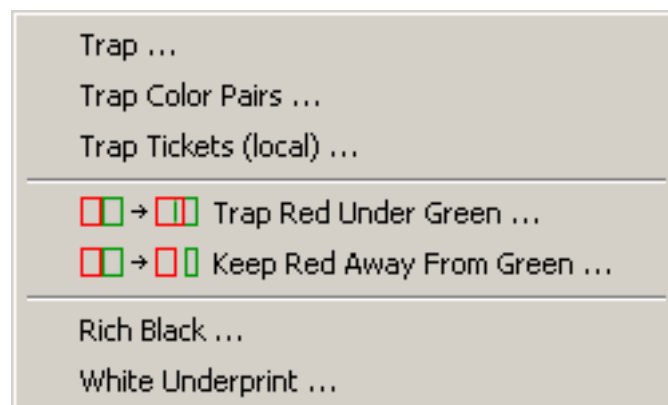 Trap ...
Trap Color Pairs ...
Trap Tickets (local) ...
→ Trap Red Under Green ...
→ Keep Red Away From Green ...
Rich Black ...
White Underprint ...